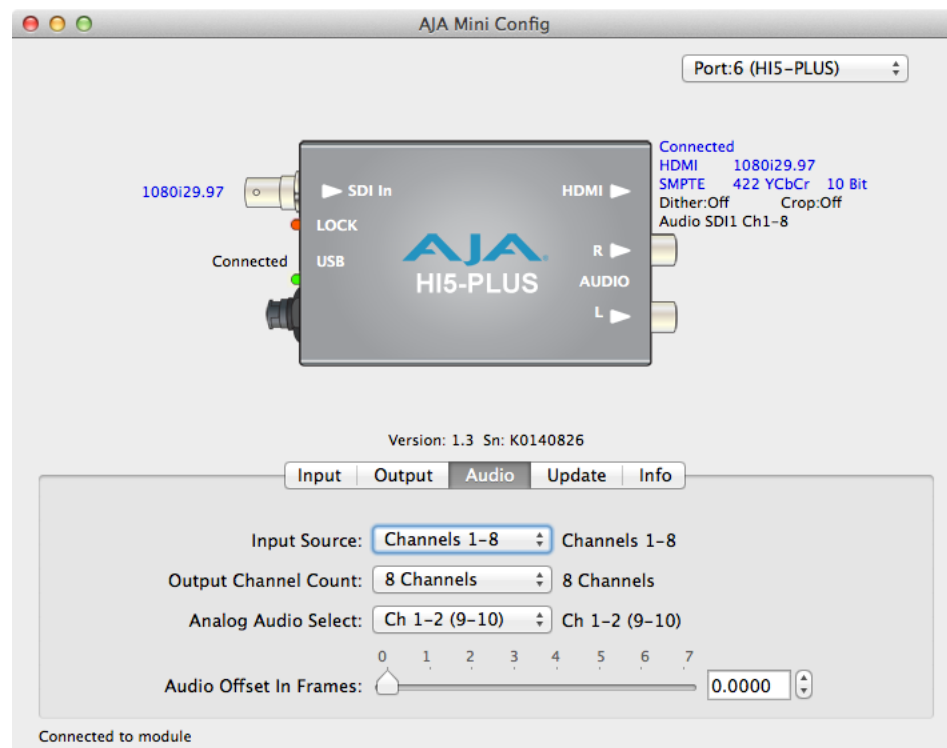 AJA Mini Config
Port:6 (HI5-PLUS)
Connected
HDMI 1080i29.97
SMPTE 422 YCbCr 10 Bit
Dither:Off Crop:Off
Audio SDI1 Ch1-8
1080i29.97
SDI In
HDMI
LOCK
Connected
USB
AJA
HI5-PLUS
R
AUDIO
L
Version: 1.3 Sn: K0140826
Input Output Audio Update Info
Input Source: Channels 1-8 Channels 1-8
Output Channel Count: 8 Channels 8 Channels
Analog Audio Select: Ch 1-2 (9-10) Ch 1-2 (9-10)
0 1 2 3 4 5 6 7
Audio Offset In Frames: 0.0000
Connected to module